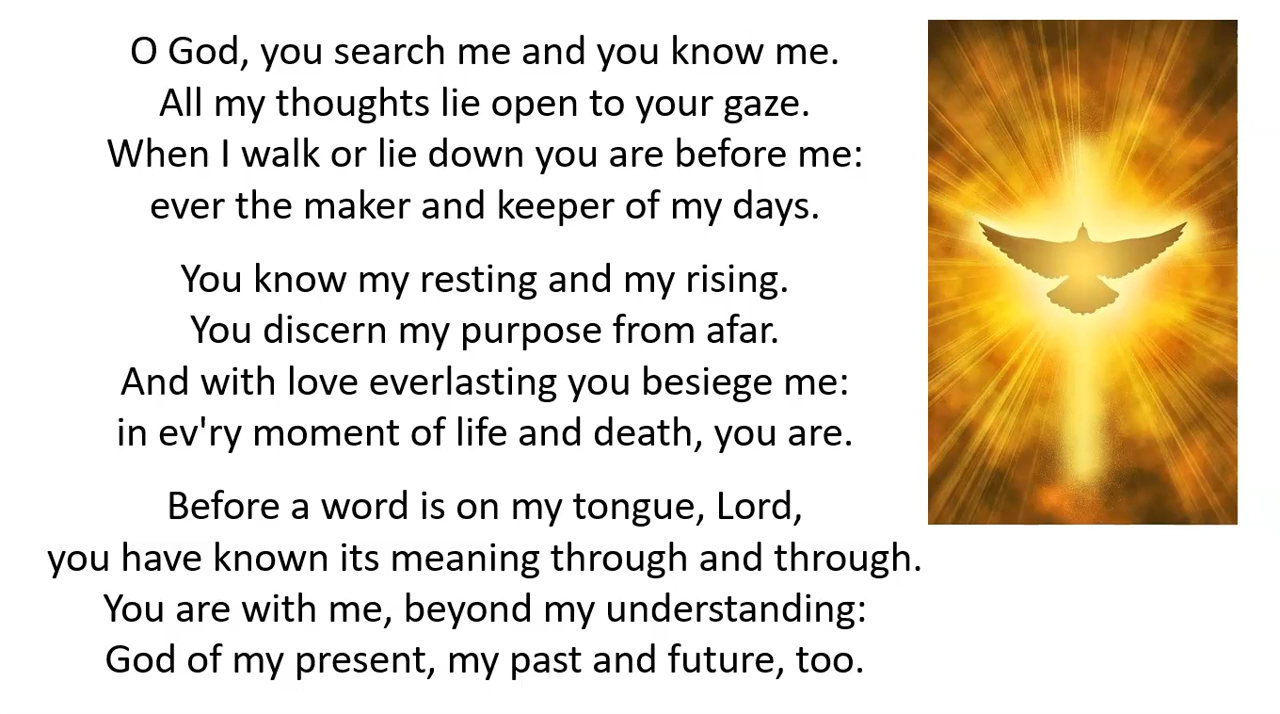 O God, you search me and you know me.
All my thoughts lie open to your gaze.
When I walk or lie down you are before me:
ever the maker and keeper of my days.
You know my resting and my rising.
You discern my purpose from afar.
And with love everlasting you besiege me:
in ev'ry moment of life and death, you are.
Before a word is on my tongue, Lord,
you have known its meaning through and through.
You are with me, beyond my understanding:
God of my present, my past and future, too.